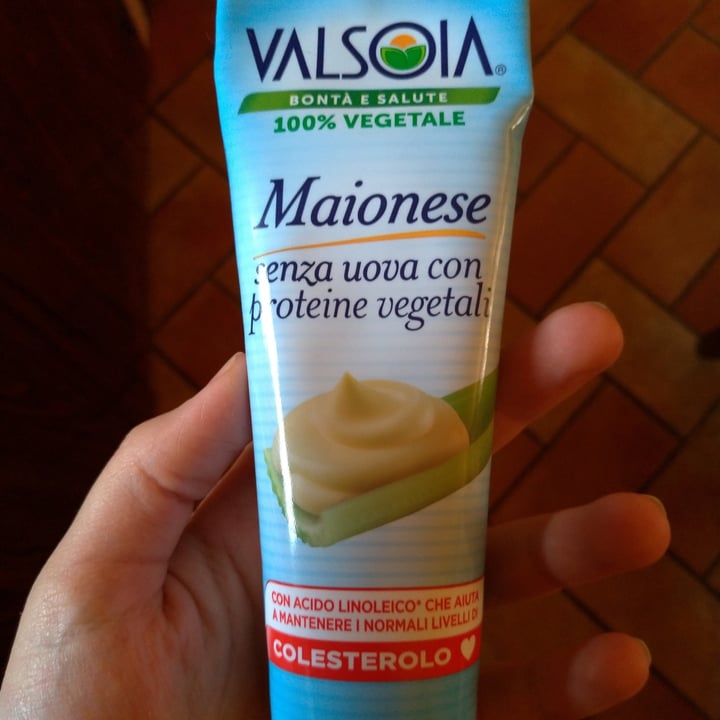 VALSOIA®
BONTÀ E SALUTE
100% VEGETALE
Maionese
senza uova con
proteine vegetali
CON ACIDO LINOLEICO* CHE AIUTA
A MANTENERE I NORMALI LIVELLI DI
COLESTEROLO